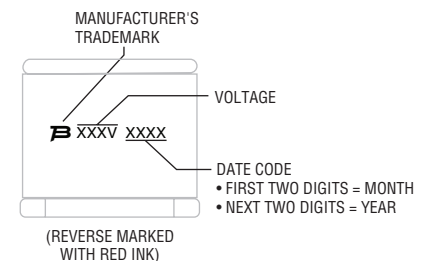 MANUFACTURER'S
TRADEMARK
VOLTAGE
XXXV XXXX
DATE CODE
• FIRST TWO DIGITS = MONTH
• NEXT TWO DIGITS = YEAR
(REVERSE MARKED
WITH RED INK)